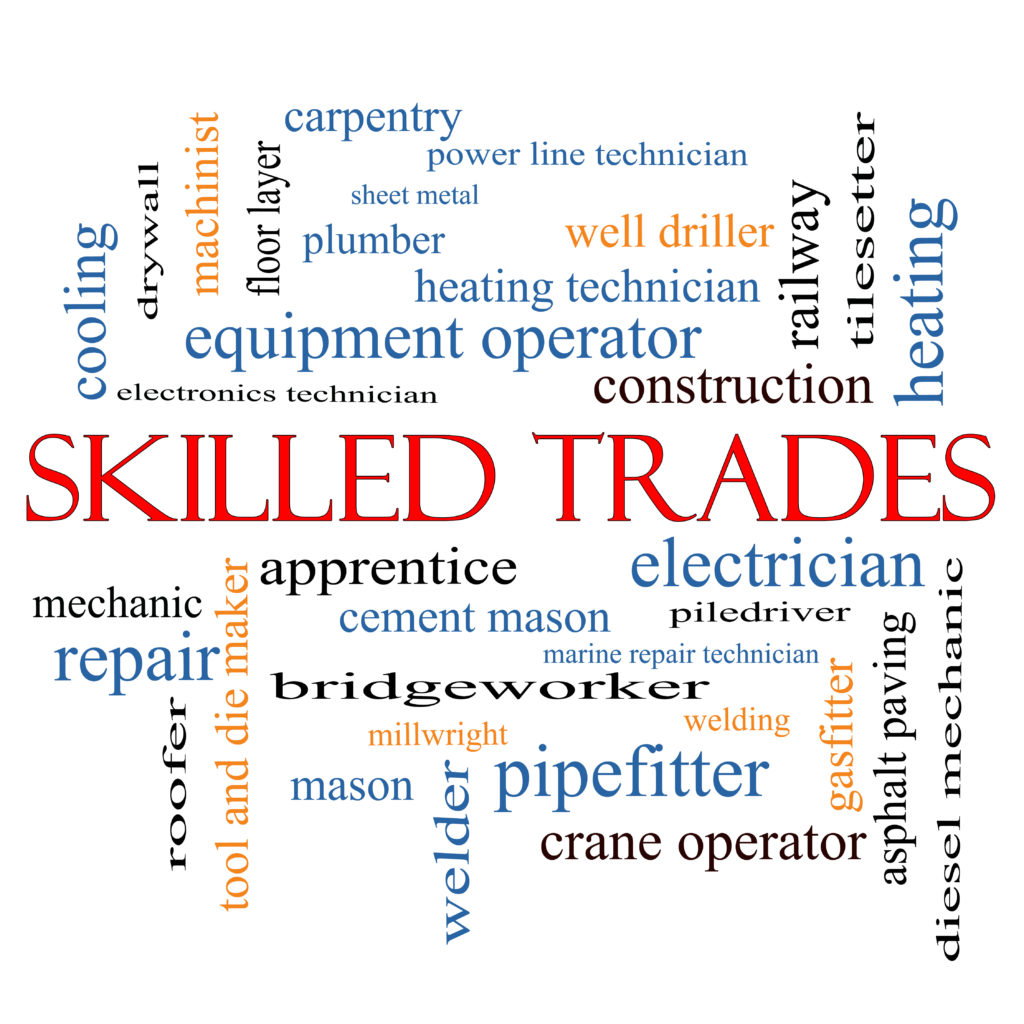 carpentry
power line technician
sheet metal
plumber
well driller
heating technician
equipment operator
electronics technician
construction
cooling
drywall
machinist
floor layer
railway
tilesetter
heating
SKILLED TRADES
apprentice
electrician
mechanic
cement mason
piledriver
repair
marine repair technician
bridgeworker
millwright
welding
mason
pipefitter
crane operator
roofer
tool and die maker
welder
gasfitter
asphalt paving
diesel mechanic